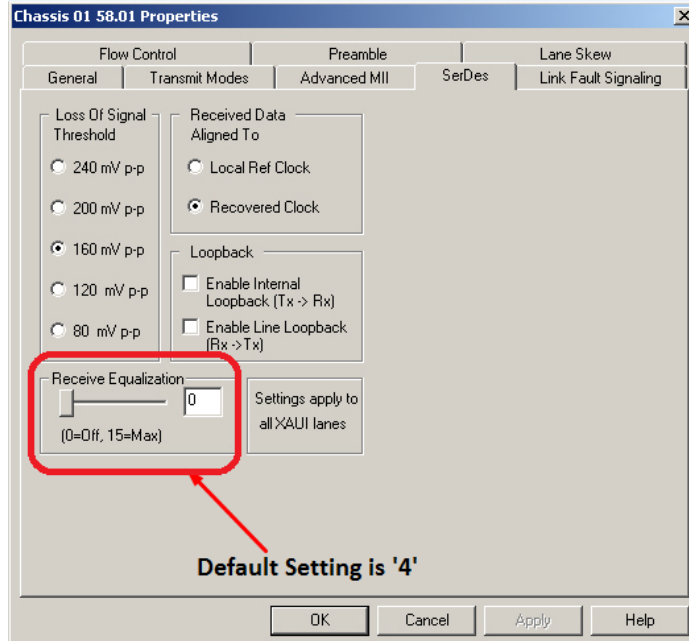 Chassis 01 58.01 Properties
Flow Control
Preamble
Lane Skew
General
Transmit Modes
Advanced MII
SerDes
Link Fault Signaling
Loss Of Signal
Threshold
240 mV p-p
200 mV p-p
160 mV p-p
120 mV p-p
80 mV p-p
Received Data
Aligned To
Local Ref Clock
Recovered Clock
Loopback
Enable Internal
Loopback (Tx -> Rx)
Enable Line Loopback
(Rx ->Tx)
Receive Equalization
0
(0=Off, 15=Max)
Settings apply to
all XAUI lanes
Default Setting is '4'
OK
Cancel
Apply
Help